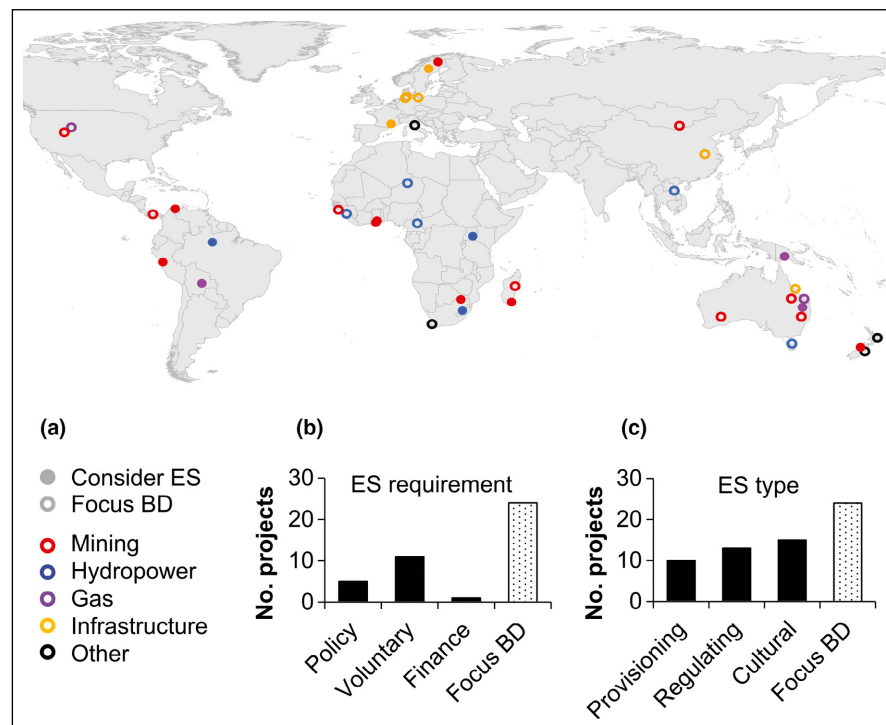 (a)
Consider ES
Focus BD
Mining
Hydropower
Gas
Infrastructure
Other
(b)
ES requirement
No. projects
30
20
10
0
Policy
Voluntary
Finance
Focus BD
(c)
ES type
No. projects
30
20
10
0
Provisioning
Regulating
Cultural
Focus BD